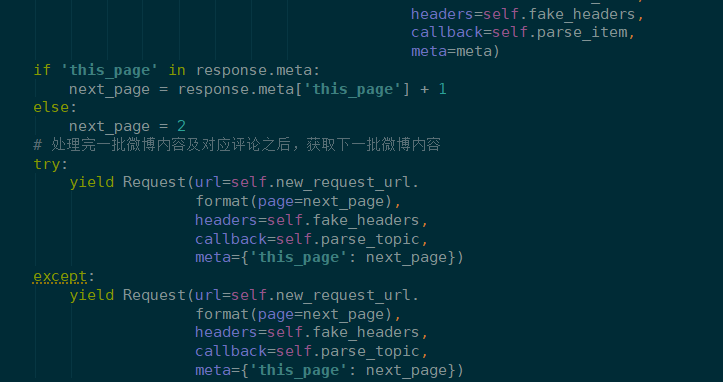 headers=self.fake_headers,
callback=self.parse_item,
meta=meta)
if 'this_page' in response.meta:
next_page = response.meta['this_page'] + 1
else:
next_page = 2
# 处理完一批微博内容及对应评论之后，获取下一批微博内容
try:
yield Request(url=self.new_request_url.
format(page=next_page),
headers=self.fake_headers,
callback=self.parse_topic,
meta={'this_page': next_page})
except:
yield Request(url=self.new_request_url.
format(page=next_page),
headers=self.fake_headers,
callback=self.parse_topic,
meta={'this_page': next_page})